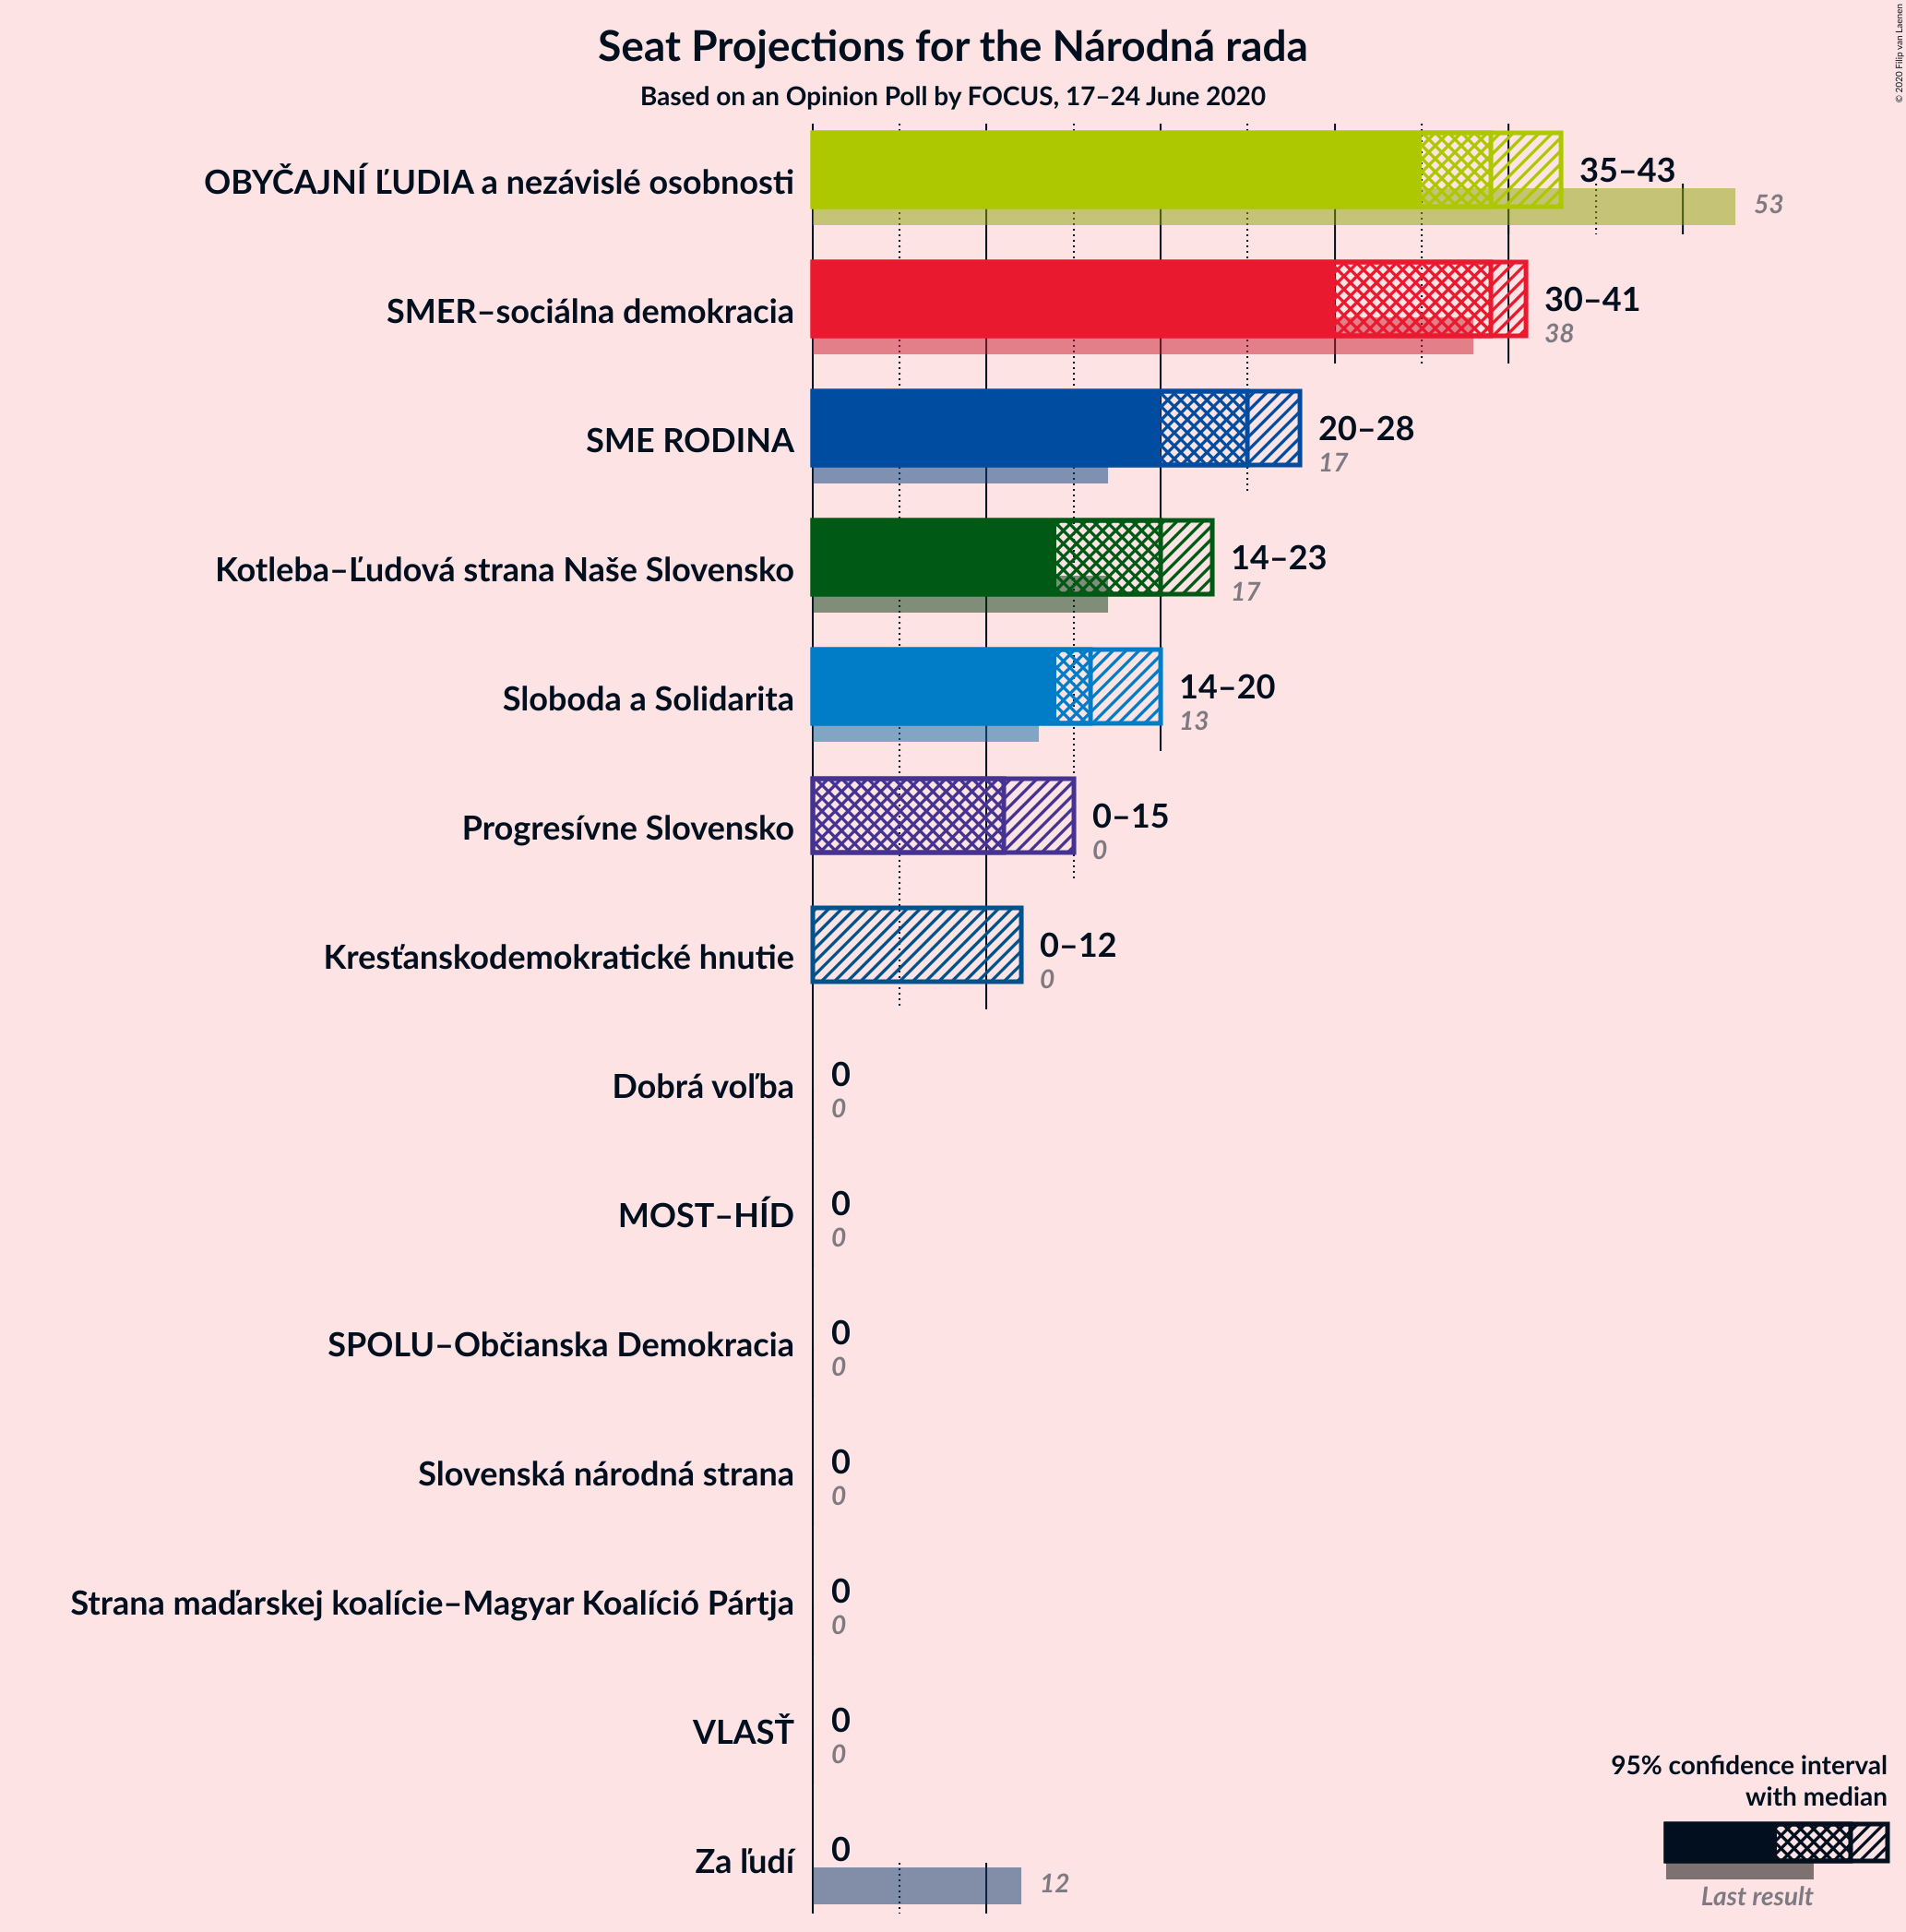 Seat Projections for the Národná rada
Based on an Opinion Poll by FOCUS, 17–24 June 2020
© 2020 Filip van Laenen
OBYČAJNÍ ĽUDIA a nezávislé osobnosti
35–43
53
SMER–sociálna demokracia
30–41
38
SME RODINA
20–28
17
Kotleba–Ľudová strana Naše Slovensko
14–23
17
Sloboda a Solidarita
14–20
13
Progresívne Slovensko
0–15
0
Kresťanskodemokratické hnutie
0–12
0
Dobrá voľba
0
0
MOST–HÍD
0
0
SPOLU–Občianska Demokracia
0
0
Slovenská národná strana
0
0
Strana maďarskej koalície–Magyar Koalíció Pártja
0
0
VLASŤ
0
0
Za ľudí
0
12
95% confidence interval
with median
Last result